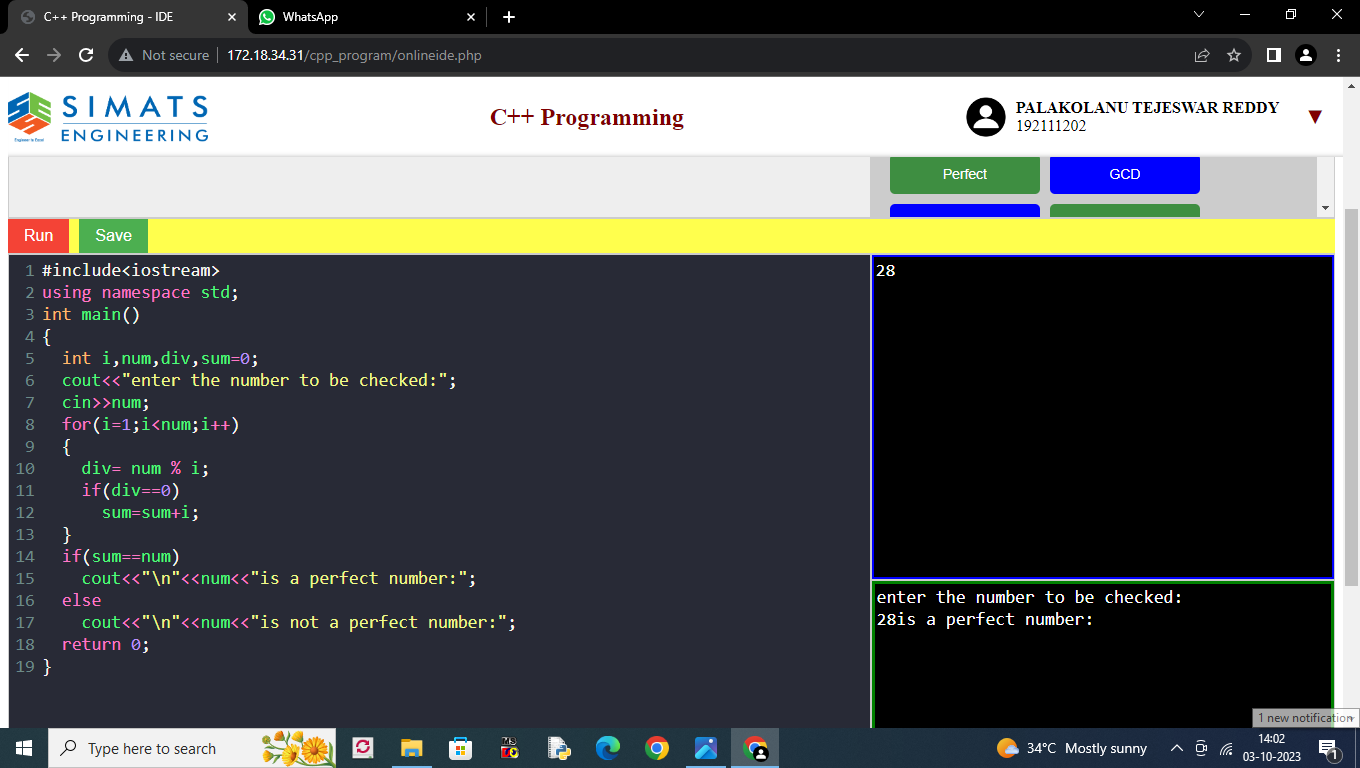 C++ Programming - IDE
WhatsApp
Not secure
172.18.34.31/cpp_program/onlineide.php
SIMATS
ENGINEERING
C++ Programming
PALAKOLANU TEJESWAR REDDY
192111202
Perfect
GCD
Run
Save
1 #include<iostream>
2 using namespace std;
3 int main()
4 {
5   int i,num,div,sum=0;
6   cout<<"enter the number to be checked:";
7   cin>>num;
8   for(i=1;i<num;i++)
9   {
10     div= num % i;
11     if(div==0)
12       sum=sum+i;
13   }
14   if(sum==num)
15     cout<<"\n"<<num<<"is a perfect number:";
16   else
17     cout<<"\n"<<num<<"is not a perfect number:";
18   return 0;
19 }
28
enter the number to be checked:
28is a perfect number:
1 new notification
Type here to search
34°C Mostly sunny
14:02
03-10-2023
1